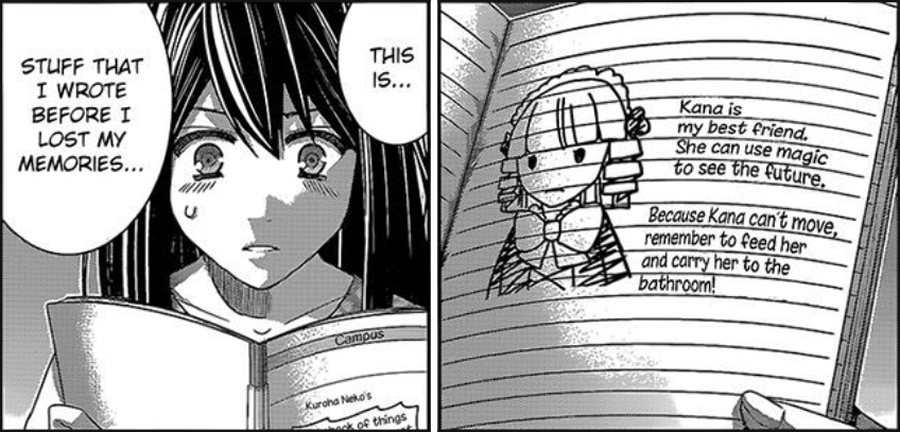 THIS
IS...
STUFF THAT
I WROTE
BEFORE I
LOST MY
MEMORIES...
Campus
Kuroha Neko's
book of things
Kana is
my best friend.
She can use magic
to see the future.
Because Kana can't move,
remember to feed her
and carry her to the
bathroom!